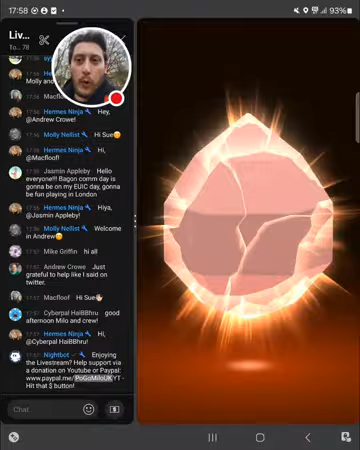 17:58
93%
Liv...
To... 78
Molly and
17:56 Macfloof
17:56 Hermes Ninja Hey,
@Andrew Crowe!
17:56 Molly Nellist Hi Sue😊
17:56 Hermes Ninja Hi,
@Macfloof!
17:56 Jasmin Appleby Hello
everyone!!! Bagon comm day is
gonna be on my EUIC day, gonna
be fun playing in London
Hermes Ninja Hiya,
@Jasmin Appleby!
Molly Nellist Welcome
in Andrew😊
17:57 Mike Griffin hi all
17:57 Andrew Crowe Just
grateful to help like I said on
twitter.
17:57 Macfloof Hi Sue👋
17:57 Cyberpal HaiBBhru good
afternoon Milo and crew!
17:57 Hermes Ninja Hi,
@Cyberpal HaiBBhru!
17:57 Nightbot Enjoying
the Livestream? Help support via
a donation on Youtube or Paypal:
www.paypal.me/PoGoMiloUKYT -
Hit that $ button!
Chat...